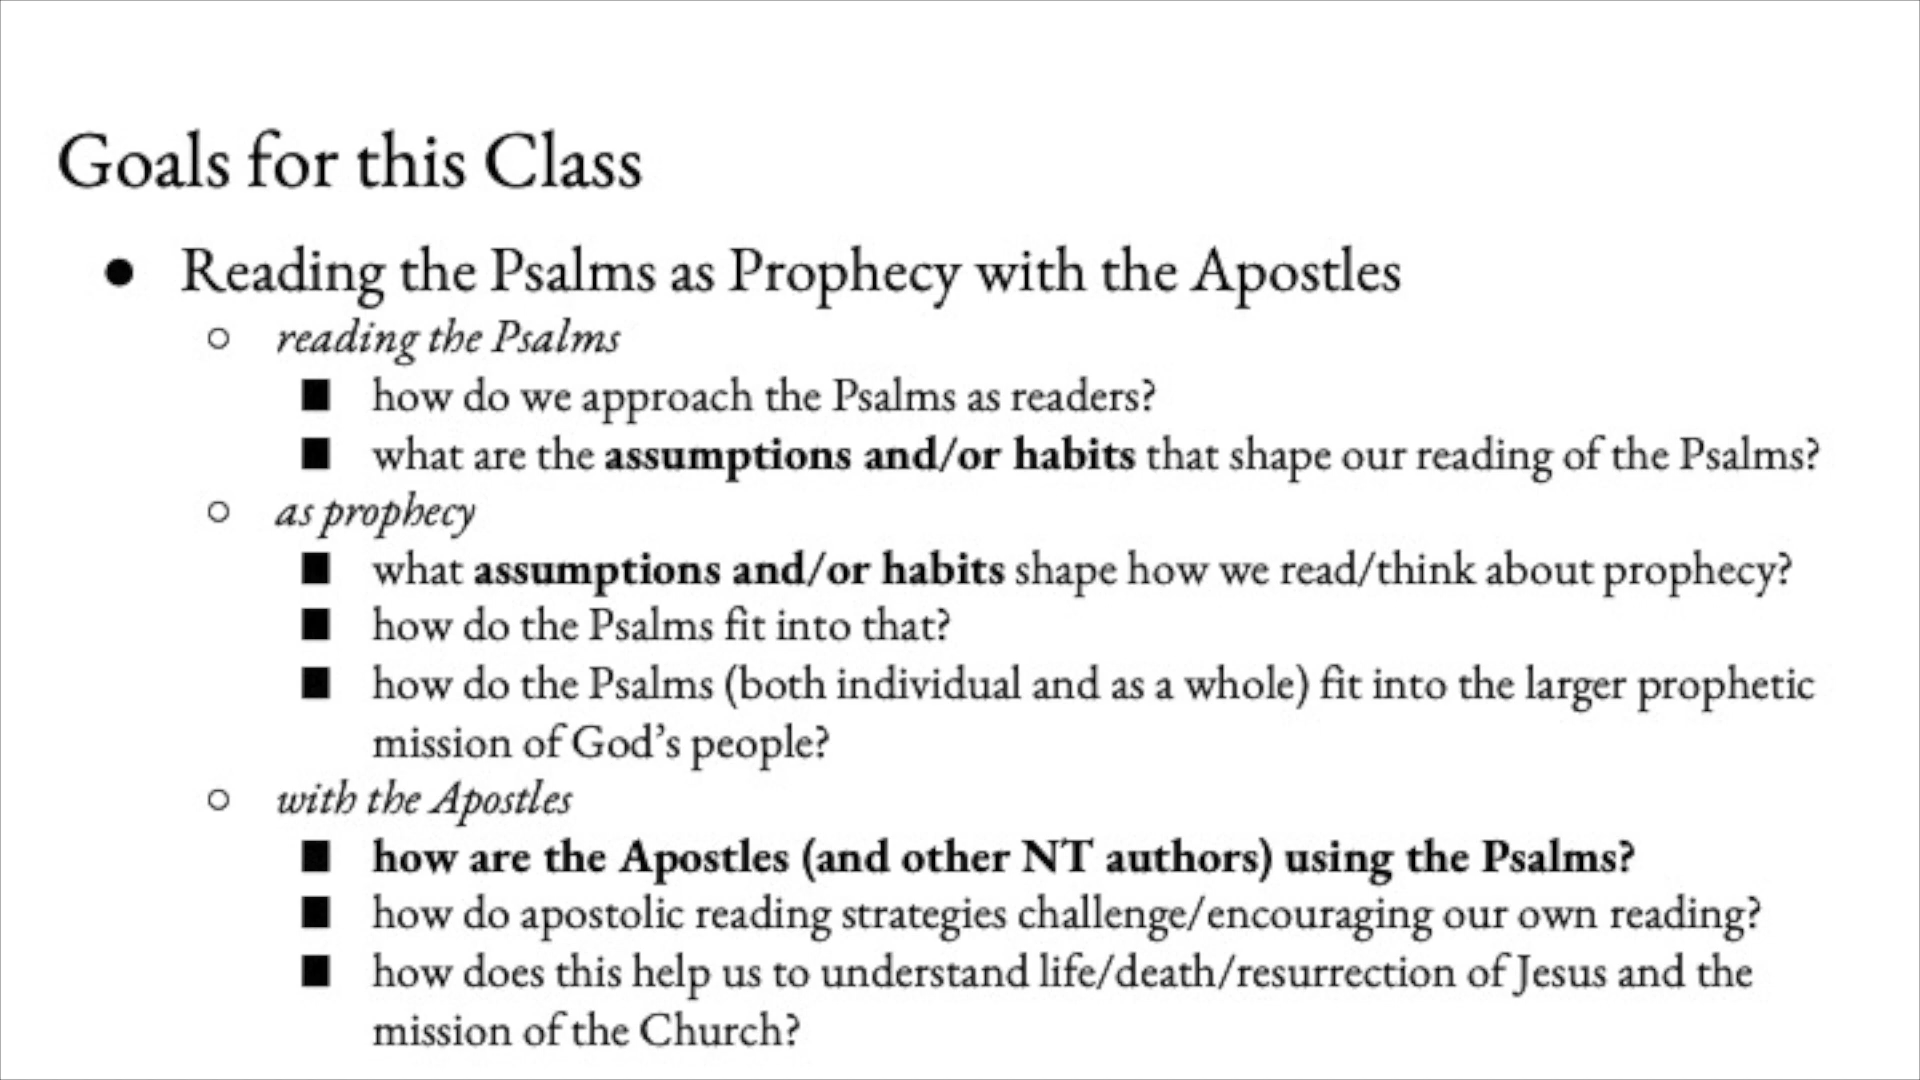 Goals for this Class
● Reading the Psalms as Prophecy with the Apostles
○ reading the Psalms
■ how do we approach the Psalms as readers?
■ what are the assumptions and/or habits that shape our reading of the Psalms?
○ as prophecy
■ what assumptions and/or habits shape how we read/think about prophecy?
■ how do the Psalms fit into that?
■ how do the Psalms (both individual and as a whole) fit into the larger prophetic
mission of God’s people?
○ with the Apostles
■ how are the Apostles (and other NT authors) using the Psalms?
■ how do apostolic reading strategies challenge/encouraging our own reading?
■ how does this help us to understand life/death/resurrection of Jesus and the
mission of the Church?